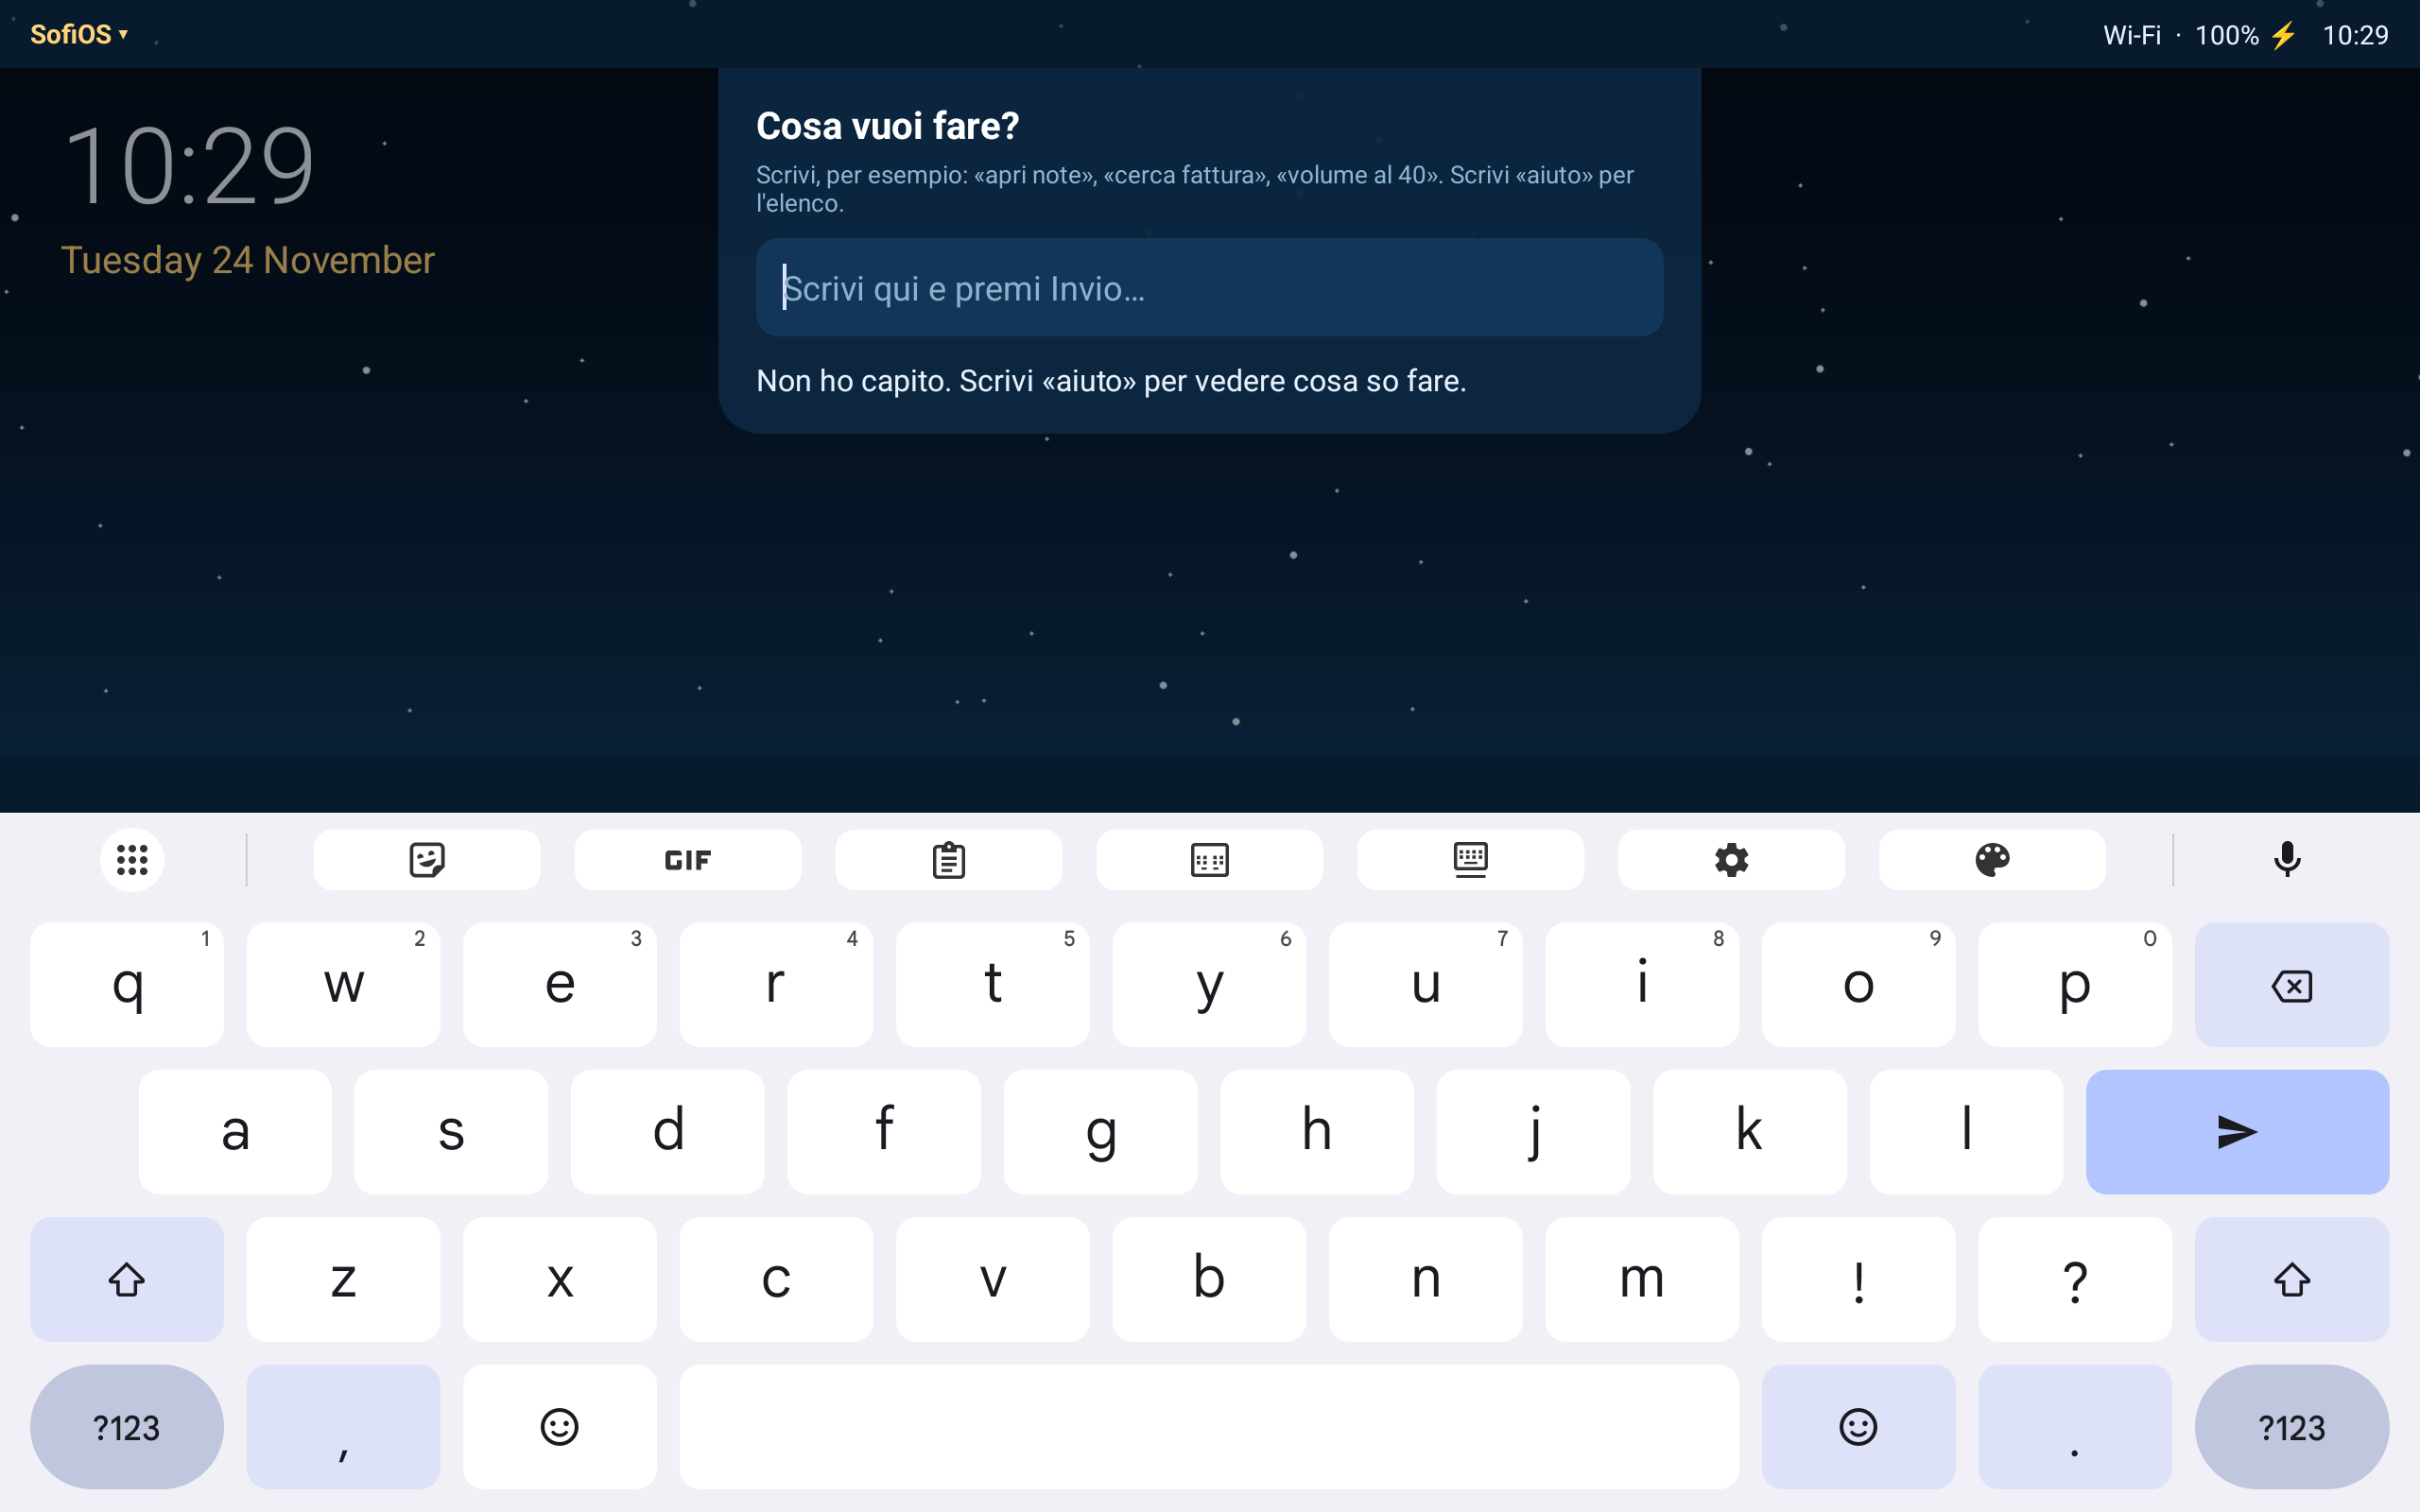 SofiOS ▾
Wi-Fi · 100% ⚡ 10:29
10:29
Tuesday 24 November
Cosa vuoi fare?
Scrivi, per esempio: «apri note», «cerca fattura», «volume al 40». Scrivi «aiuto» per
l'elenco.
Scrivi qui e premi Invio…
Non ho capito. Scrivi «aiuto» per vedere cosa so fare.
GIF
q 1 w 2 e 3 r 4 t 5 y 6 u 7 i 8 o 9 p 0
a s d f g h j k l
z x c v b n m ! ?
?123 , . ?123